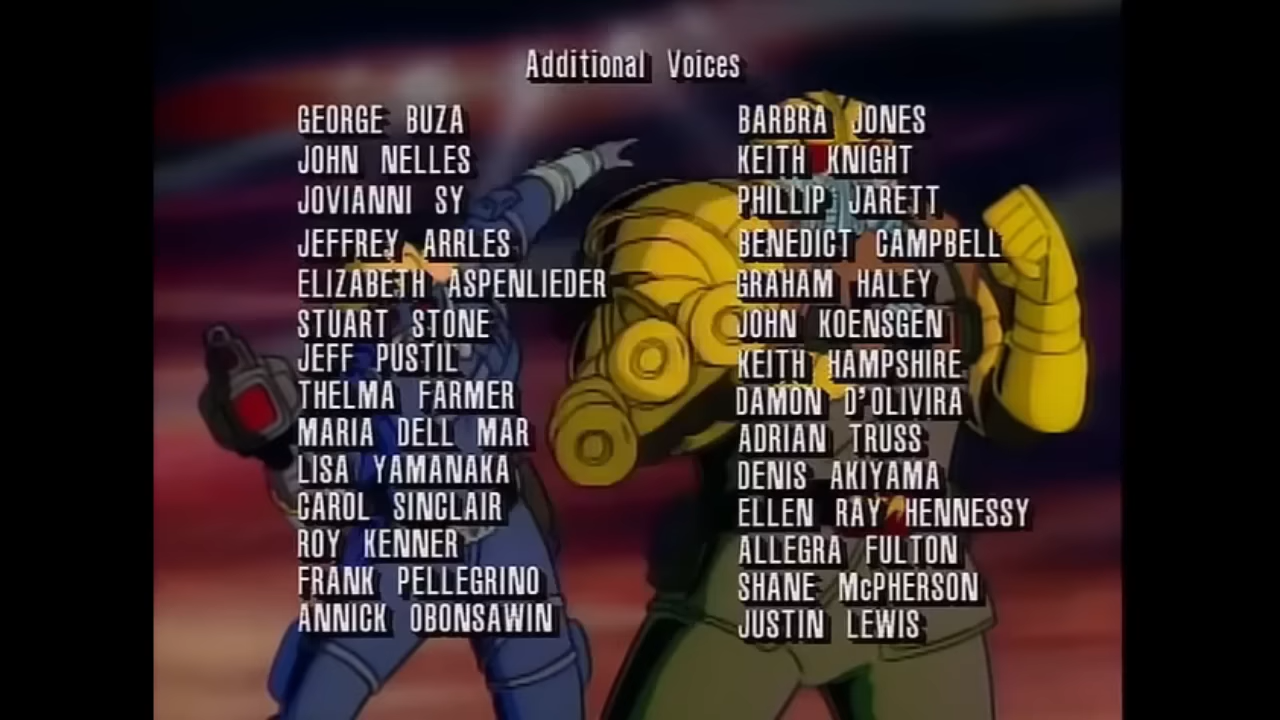 Additional Voices
GEORGE BUZA
JOHN NELLES
JOVIANNI SY
JEFFREY ARRLES
ELIZABETH ASPENLIEDER
STUART STONE
JEFF PUSTIL
THELMA FARMER
MARIA DELL MAR
LISA YAMANAKA
CAROL SINCLAIR
ROY KENNER
FRANK PELLEGRINO
ANNICK OBONSAWIN
BARBRA JONES
KEITH KNIGHT
PHILLIP JARETT
BENEDICT CAMPBELL
GRAHAM HALEY
JOHN KOENSGEN
KEITH HAMPSHIRE
DAMON D'OLIVIRA
ADRIAN TRUSS
DENIS AKIYAMA
ELLEN RAY HENNESSY
ALLEGRA FULTON
SHANE McPHERSON
JUSTIN LEWIS